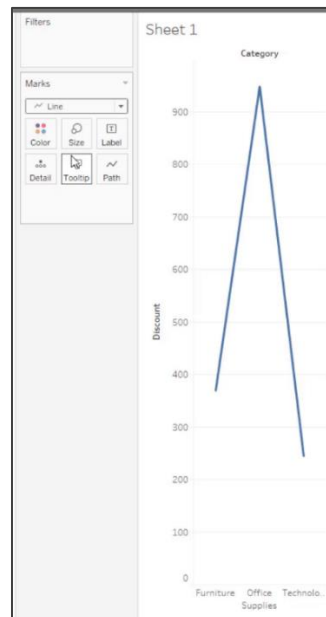 Filters
Marks
Line
Color Size Label
Detail Tooltip Path
Sheet 1
Category
900
800
700
600
500
400
300
200
100
0
Discount
Furniture Office Supplies Technolo..